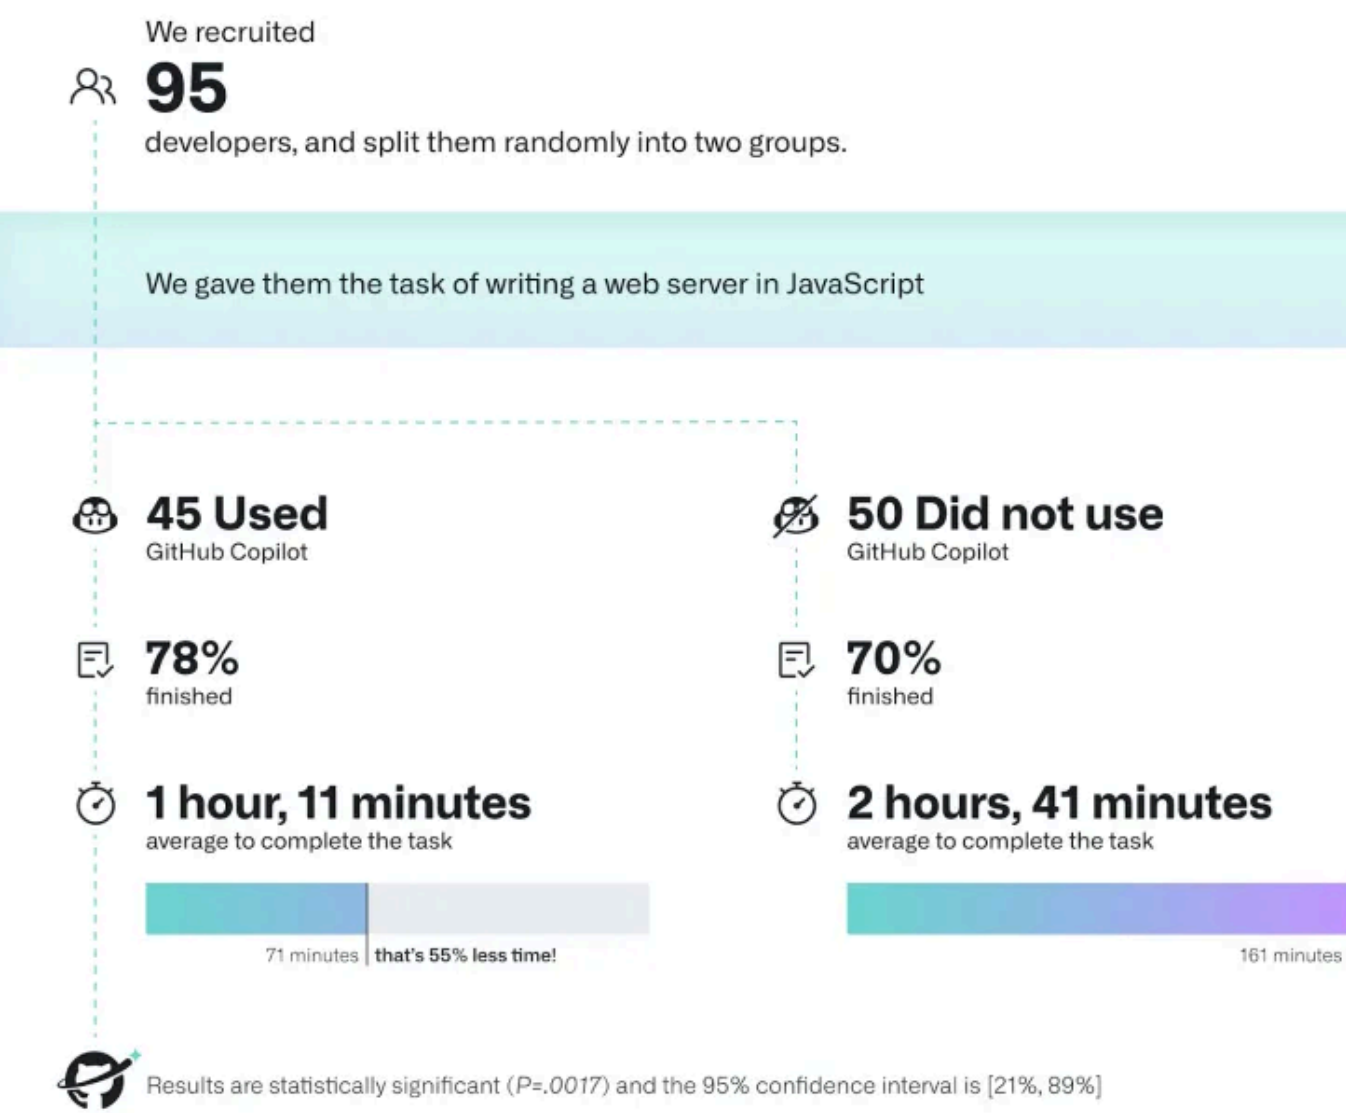 We recruited
95
developers, and split them randomly into two groups.
We gave them the task of writing a web server in JavaScript
45 Used
GitHub Copilot
78%
finished
1 hour, 11 minutes
average to complete the task
71 minutes
that's 55% less time!
50 Did not use
GitHub Copilot
70%
finished
2 hours, 41 minutes
average to complete the task
161 minutes
Results are statistically significant (P=.0017) and the 95% confidence interval is [21%, 89%]